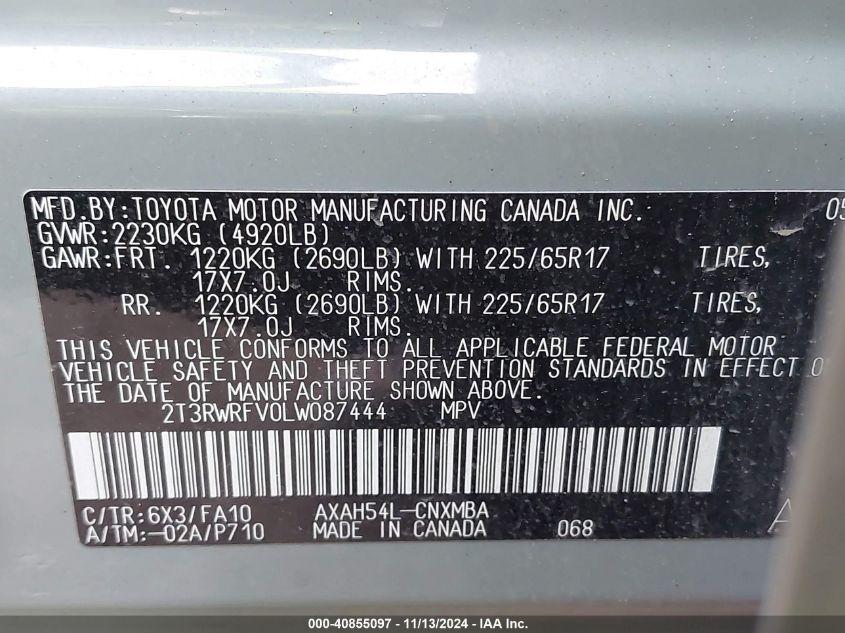 MFD.BY:TOYOTA MOTOR MANUFACTURING CANADA INC. 05
GVWR:2230KG (4920LB)
GAWR:FRT. 1220KG (2690LB) WITH 225/65R17 TIRES,
17X7.0J RIMS.
RR. 1220KG (2690LB) WITH 225/65R17 TIRES,
17X7.0J RIMS.
THIS VEHICLE CONFORMS TO ALL APPLICABLE FEDERAL MOTOR
VEHICLE SAFETY AND THEFT PREVENTION STANDARDS IN EFFECT O
THE DATE OF MANUFACTURE SHOWN ABOVE.
2T3RWRFV0LW087444 MPV
C/TR:6X3/FA10 AXAH54L-CNXMBA A
A/TM:-02A/P710 MADE IN CANADA 068
000-40855097 - 11/13/2024 - IAA Inc.